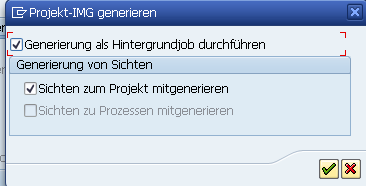 Projekt-IMG generieren
Generierung als Hintergrundjob durchführen
Generierung von Sichten
Sichten zum Projekt mitgenerieren
Sichten zu Prozessen mitgenerieren